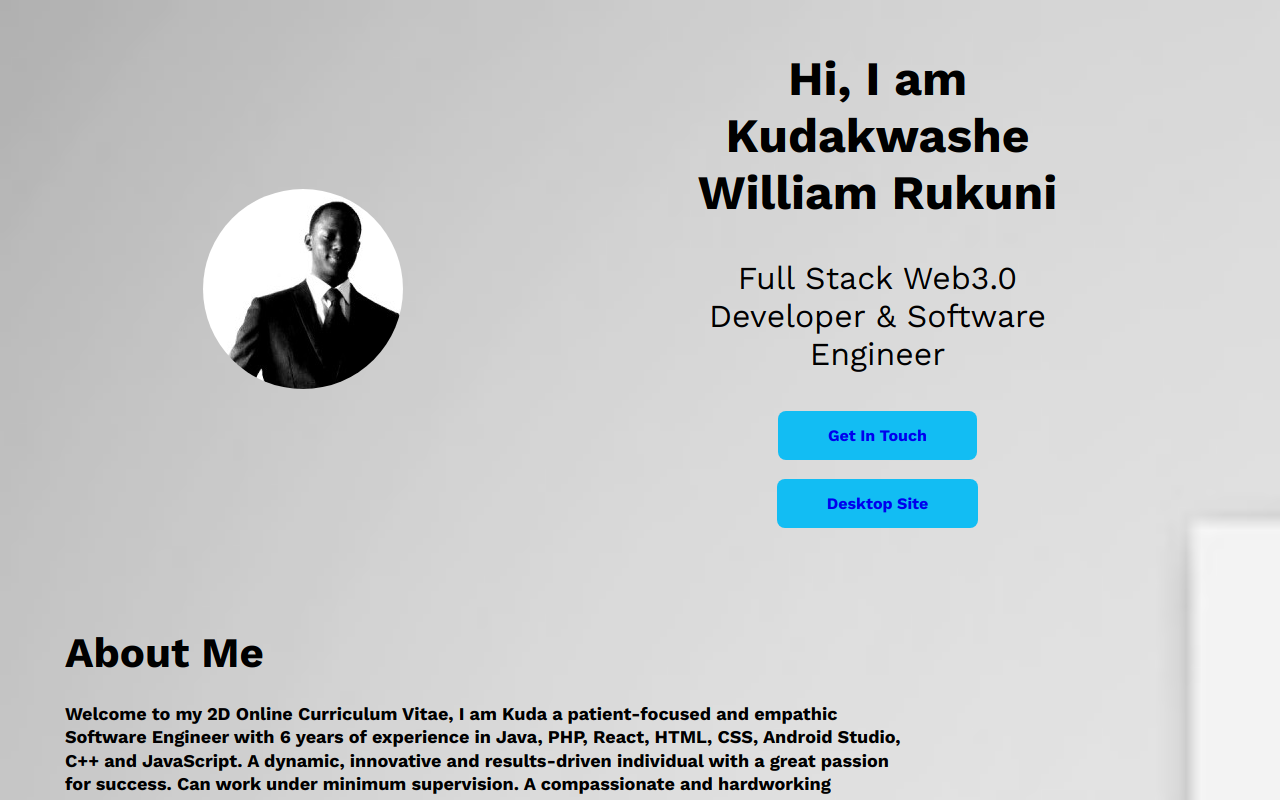 Hi, I am
Kudakwashe
William Rukuni
Full Stack Web3.0
Developer & Software
Engineer
Get In Touch
Desktop Site
About Me
Welcome to my 2D Online Curriculum Vitae, I am Kuda a patient-focused and empathic
Software Engineer with 6 years of experience in Java, PHP, React, HTML, CSS, Android Studio,
C++ and JavaScript. A dynamic, innovative and results-driven individual with a great passion
for success. Can work under minimum supervision. A compassionate and hardworking